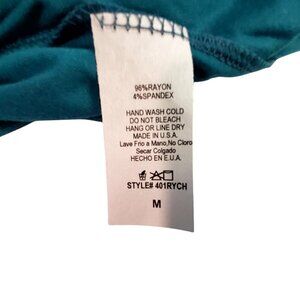 96%RAYON
4%SPANDEX
HAND WASH COLD
DO NOT BLEACH
HANG OR LINE DRY
MADE IN U.S.A.
Lave Frio a Mano,No Cloro
Secar Colgado
HECHO EN E.U.A.
STYLE# 401RYCH
M